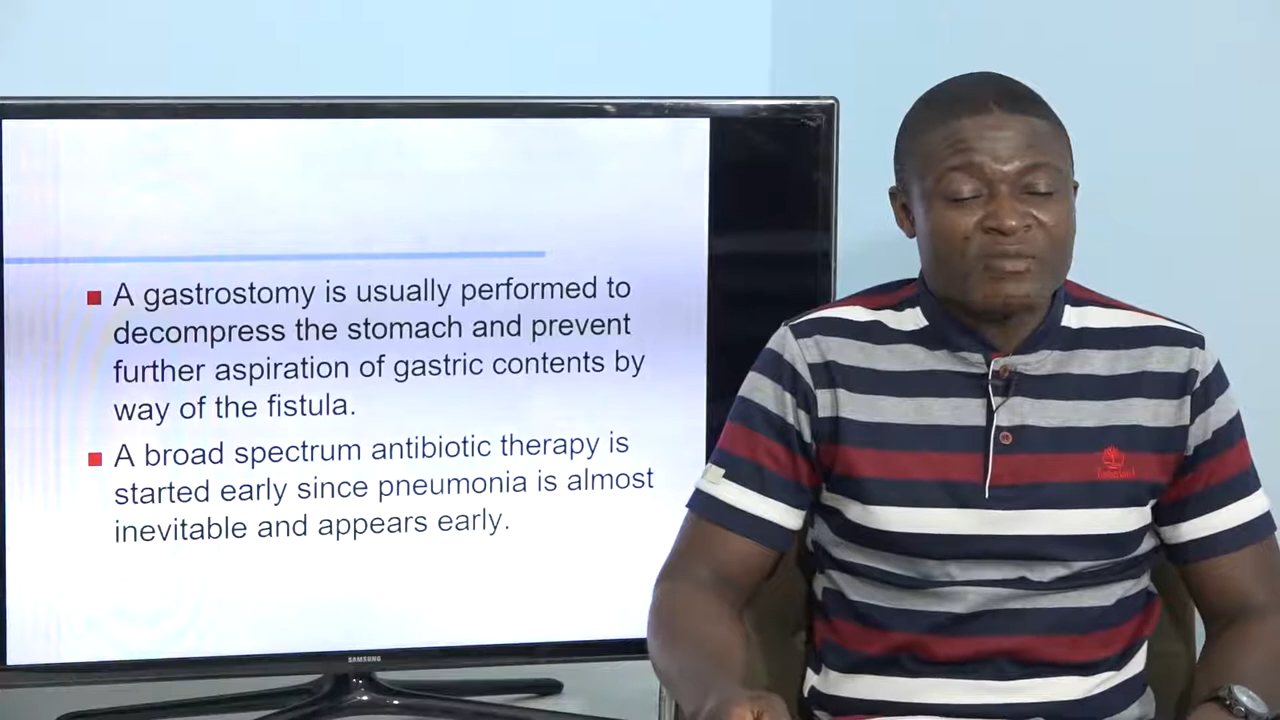 A gastrostomy is usually performed to
decompress the stomach and prevent
further aspiration of gastric contents by
way of the fistula.
A broad spectrum antibiotic therapy is
started early since pneumonia is almost
inevitable and appears early.
SAMSUNG